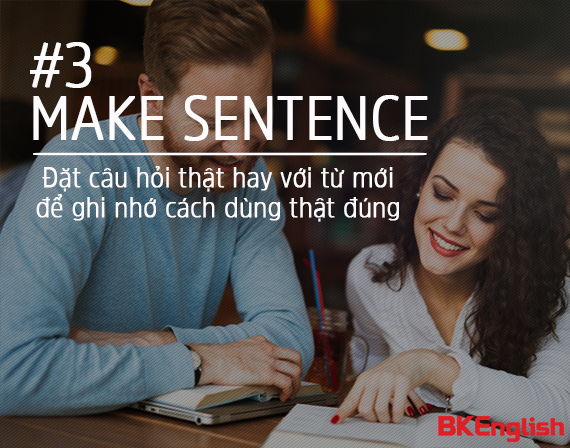 #3
MAKE SENTENCE
Đặt câu hỏi thật hay với từ mới
để ghi nhớ cách dùng thật đúng
BKEnglish